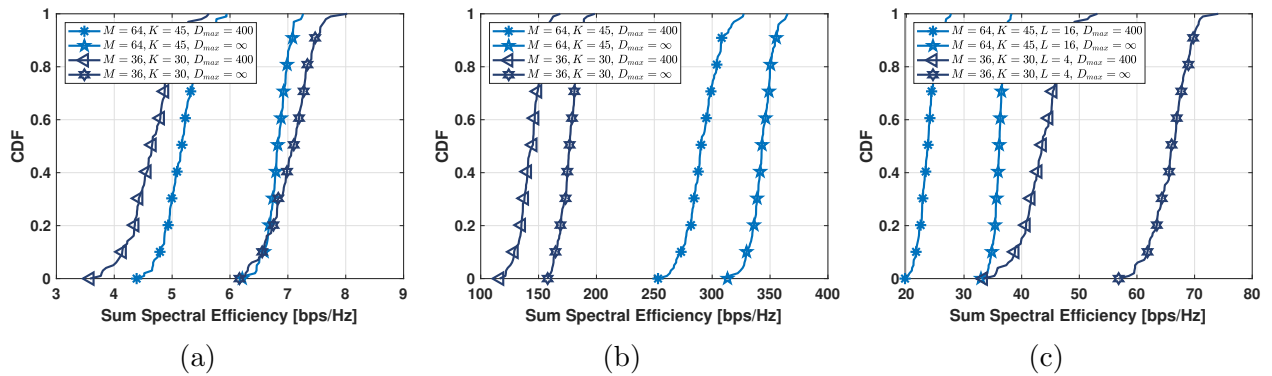 1
0.8
0.6
0.4
0.2
0
CDF
3 4 5 6 7 8 9
Sum Spectral Efficiency [bps/Hz]
M = 64, K = 45, D_max = 400
M = 64, K = 45, D_max = ∞
M = 36, K = 30, D_max = 400
M = 36, K = 30, D_max = ∞
(a)
1
0.8
0.6
0.4
0.2
0
CDF
100 150 200 250 300 350 400
Sum Spectral Efficiency [bps/Hz]
M = 64, K = 45, D_max = 400
M = 64, K = 45, D_max = ∞
M = 36, K = 30, D_max = 400
M = 36, K = 30, D_max = ∞
(b)
1
0.8
0.6
0.4
0.2
0
CDF
20 30 40 50 60 70 80
Sum Spectral Efficiency [bps/Hz]
M = 64, K = 45, L = 16, D_max = 400
M = 64, K = 45, L = 16, D_max = ∞
M = 36, K = 30, L = 4, D_max = 400
M = 36, K = 30, L = 4, D_max = ∞
(c)